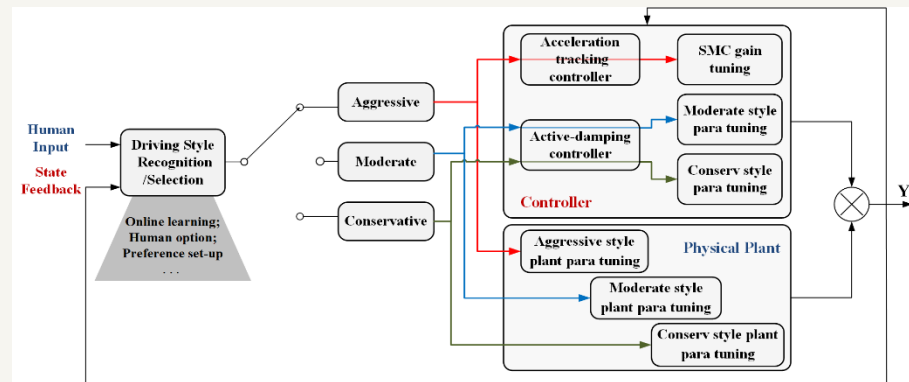 Human
Input
State
Feedback
Driving Style
Recognition
/Selection
Online learning;
Human option;
Preference set-up
. . .
Aggressive
Moderate
Conservative
Acceleration
tracking
controller
SMC gain
tuning
Active-damping
controller
Moderate style
para tuning
Conserv style
para tuning
Controller
Aggressive style
plant para tuning
Physical Plant
Moderate style
plant para tuning
Conserv style plant
para tuning
Y